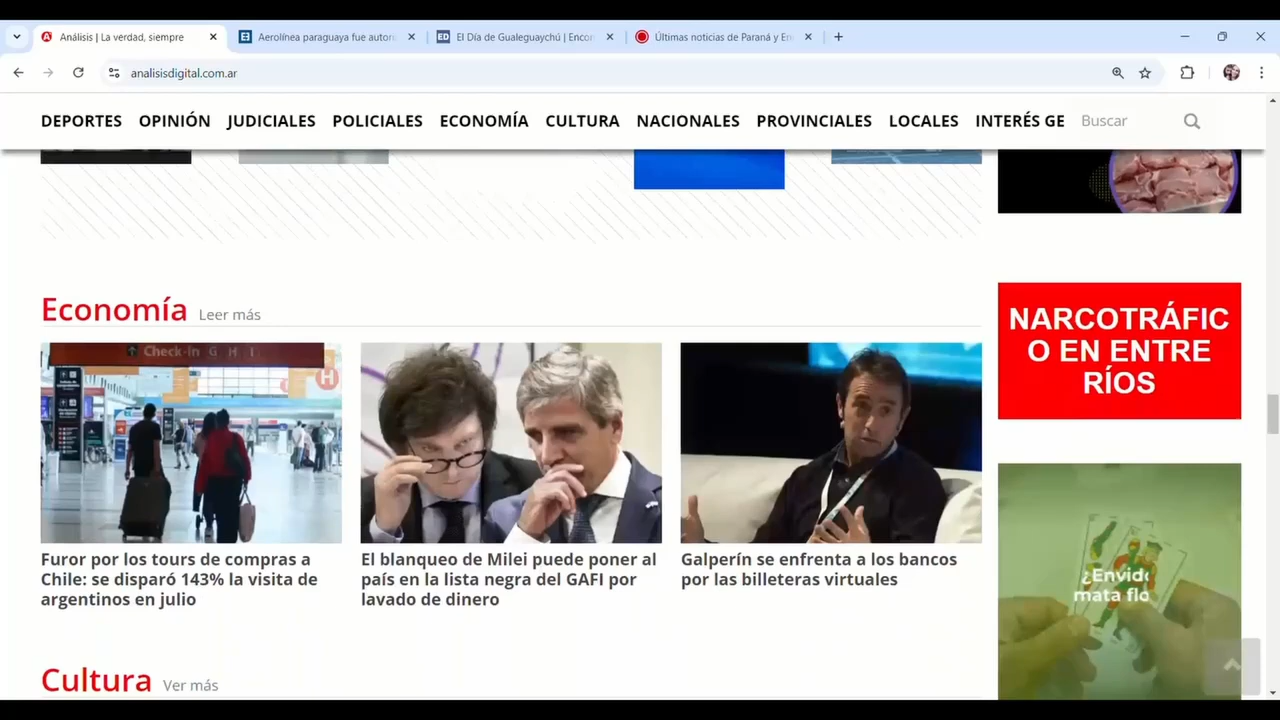 Análisis | La verdad, siempre
Aerolínea paraguaya fue autori
El Día de Gualeguaychú | Encon
Últimas noticias de Paraná y En
analisisdigital.com.ar
DEPORTES OPINIÓN JUDICIALES POLICIALES ECONOMÍA CULTURA NACIONALES PROVINCIALES LOCALES INTERÉS GE Buscar
Economía Leer más
Check-in G H I
H
Furor por los tours de compras a
Chile: se disparó 143% la visita de
argentinos en julio
El blanqueo de Milei puede poner al
país en la lista negra del GAFI por
lavado de dinero
Galperín se enfrenta a los bancos
por las billeteras virtuales
NARCOTRÁFIC
O EN ENTRE
RÍOS
¿Envido
mata flo
Cultura Ver más